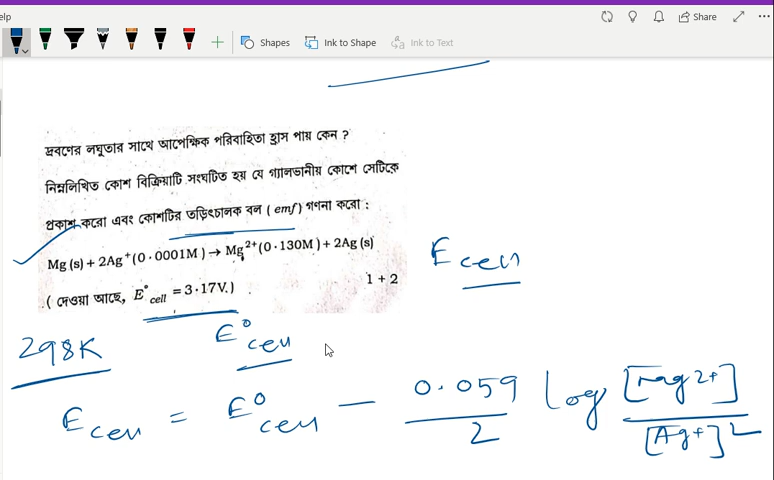 elp
Share
Shapes
Ink to Shape
Ink to Text
দ্রবণের লঘুতার সাথে আপেক্ষিক পরিবাহিতা হ্রাস পায় কেন ?
নিম্নলিখিত কোশ বিক্রিয়াটি সংঘটিত হয় যে গ্যালভানীয় কোশে সেটিকে
প্রকাশ করো এবং কোশটির তড়িৎচালক বল ( emf ) গণনা করো :
Mg (s) + 2Ag⁺ (0·0001M) → Mg²⁺ (0·130M) + 2Ag (s)
( দেওয়া আছে, E°cell = 3·17V.)
1 + 2
Ecell
298K
E°cell
Ecell = E°cell − 0.059/2 log [Mg2+]/[Ag+]²